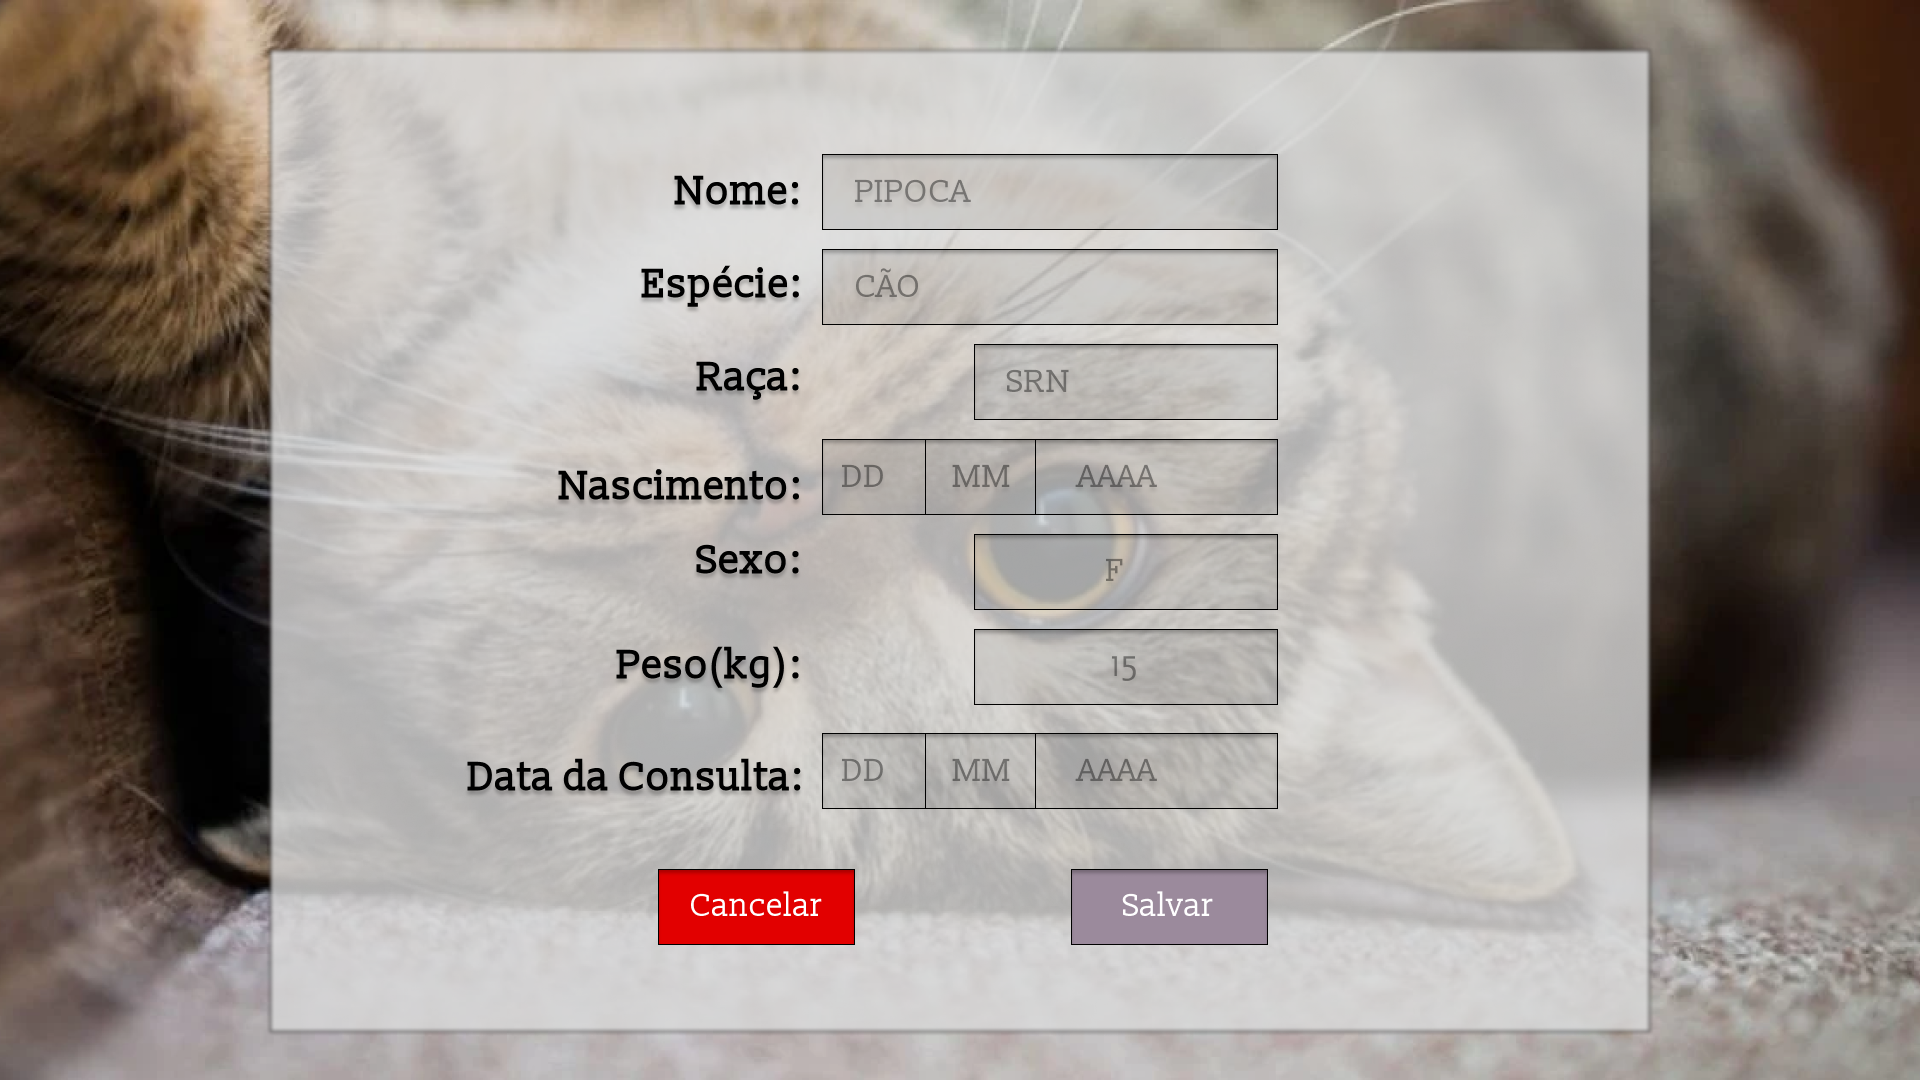 Nome: PIPOCA
Espécie: CÃO
Raça: SRN
Nascimento: DD MM AAAA
Sexo: F
Peso(kg): 15
Data da Consulta: DD MM AAAA
Cancelar Salvar